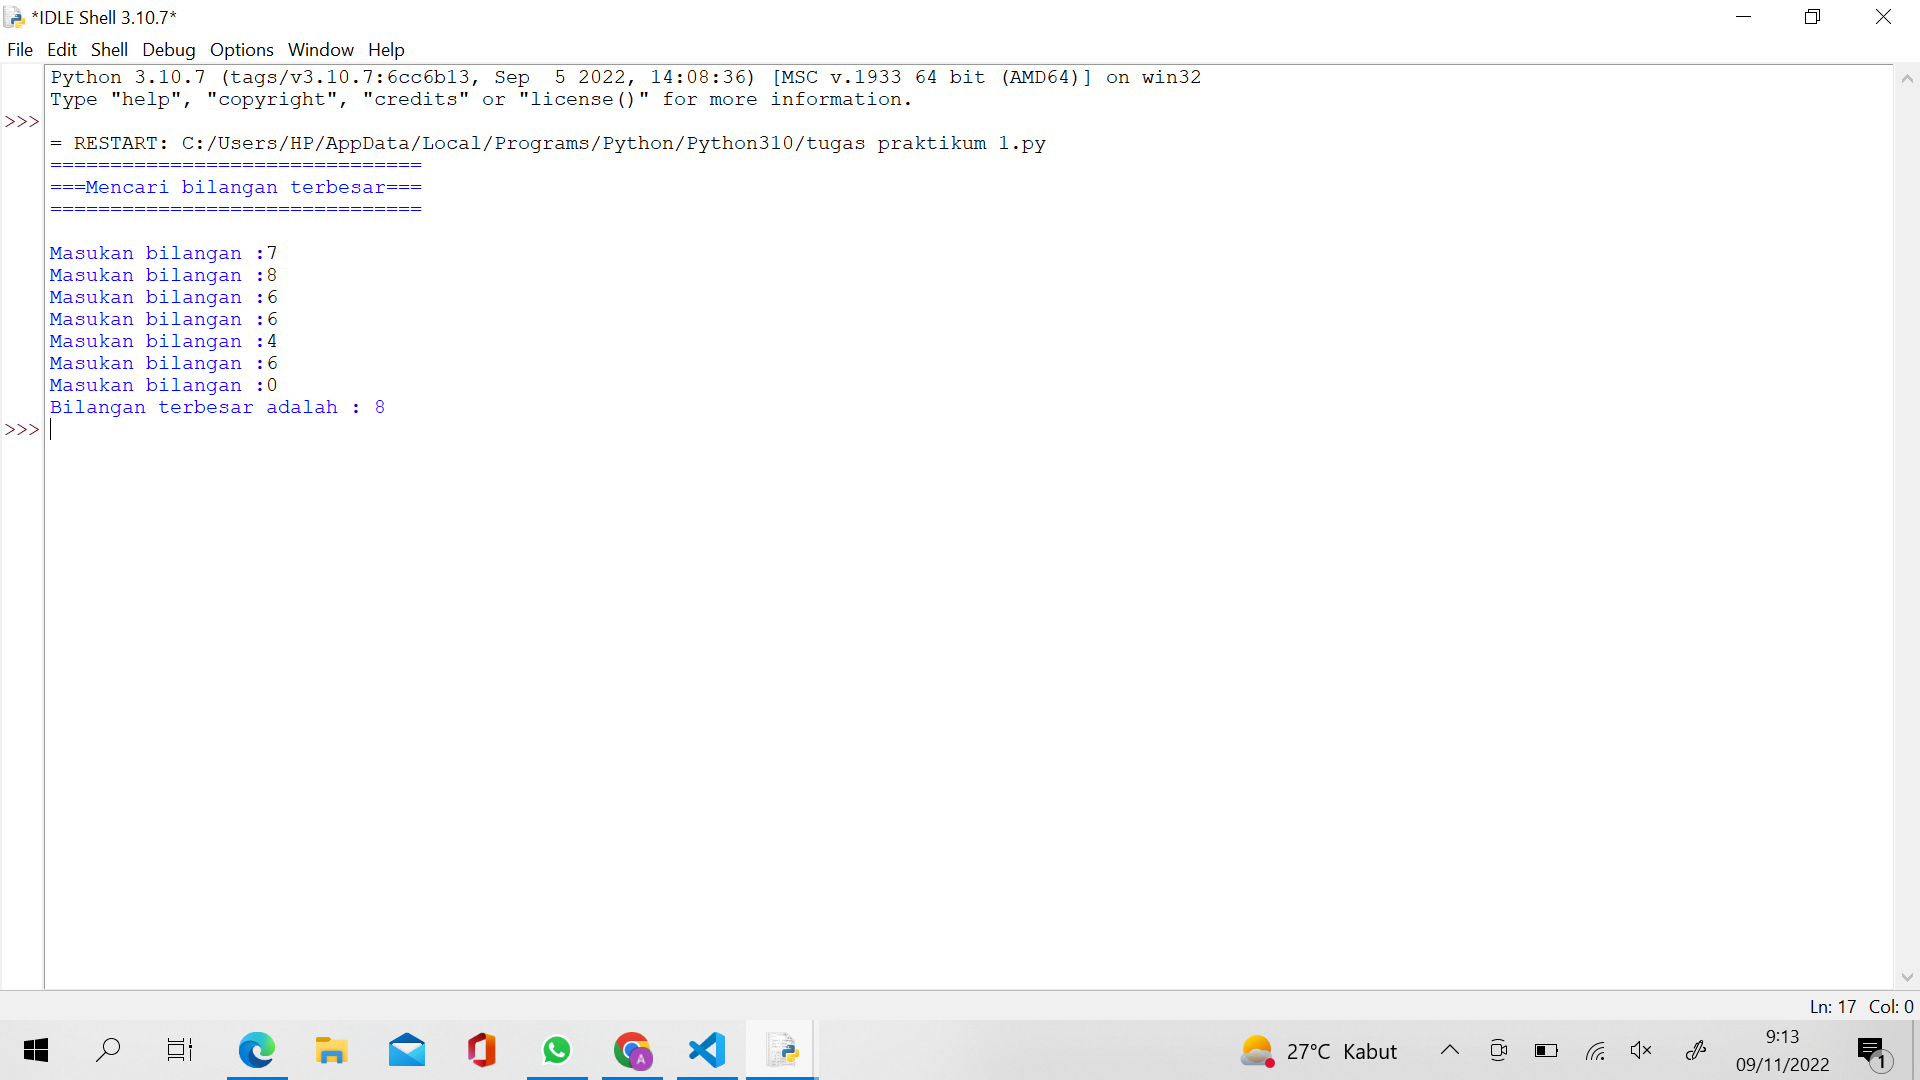 *IDLE Shell 3.10.7*
File Edit Shell Debug Options Window Help
Python 3.10.7 (tags/v3.10.7:6cc6b13, Sep  5 2022, 14:08:36) [MSC v.1933 64 bit (AMD64)] on win32
Type "help", "copyright", "credits" or "license()" for more information.
>>>
= RESTART: C:/Users/HP/AppData/Local/Programs/Python/Python310/tugas praktikum 1.py
===============================
===Mencari bilangan terbesar===
===============================
Masukan bilangan :7
Masukan bilangan :8
Masukan bilangan :6
Masukan bilangan :6
Masukan bilangan :4
Masukan bilangan :6
Masukan bilangan :0
Bilangan terbesar adalah : 8
>>>
Ln: 17 Col: 0
A
27°C Kabut
9:13
09/11/2022
1